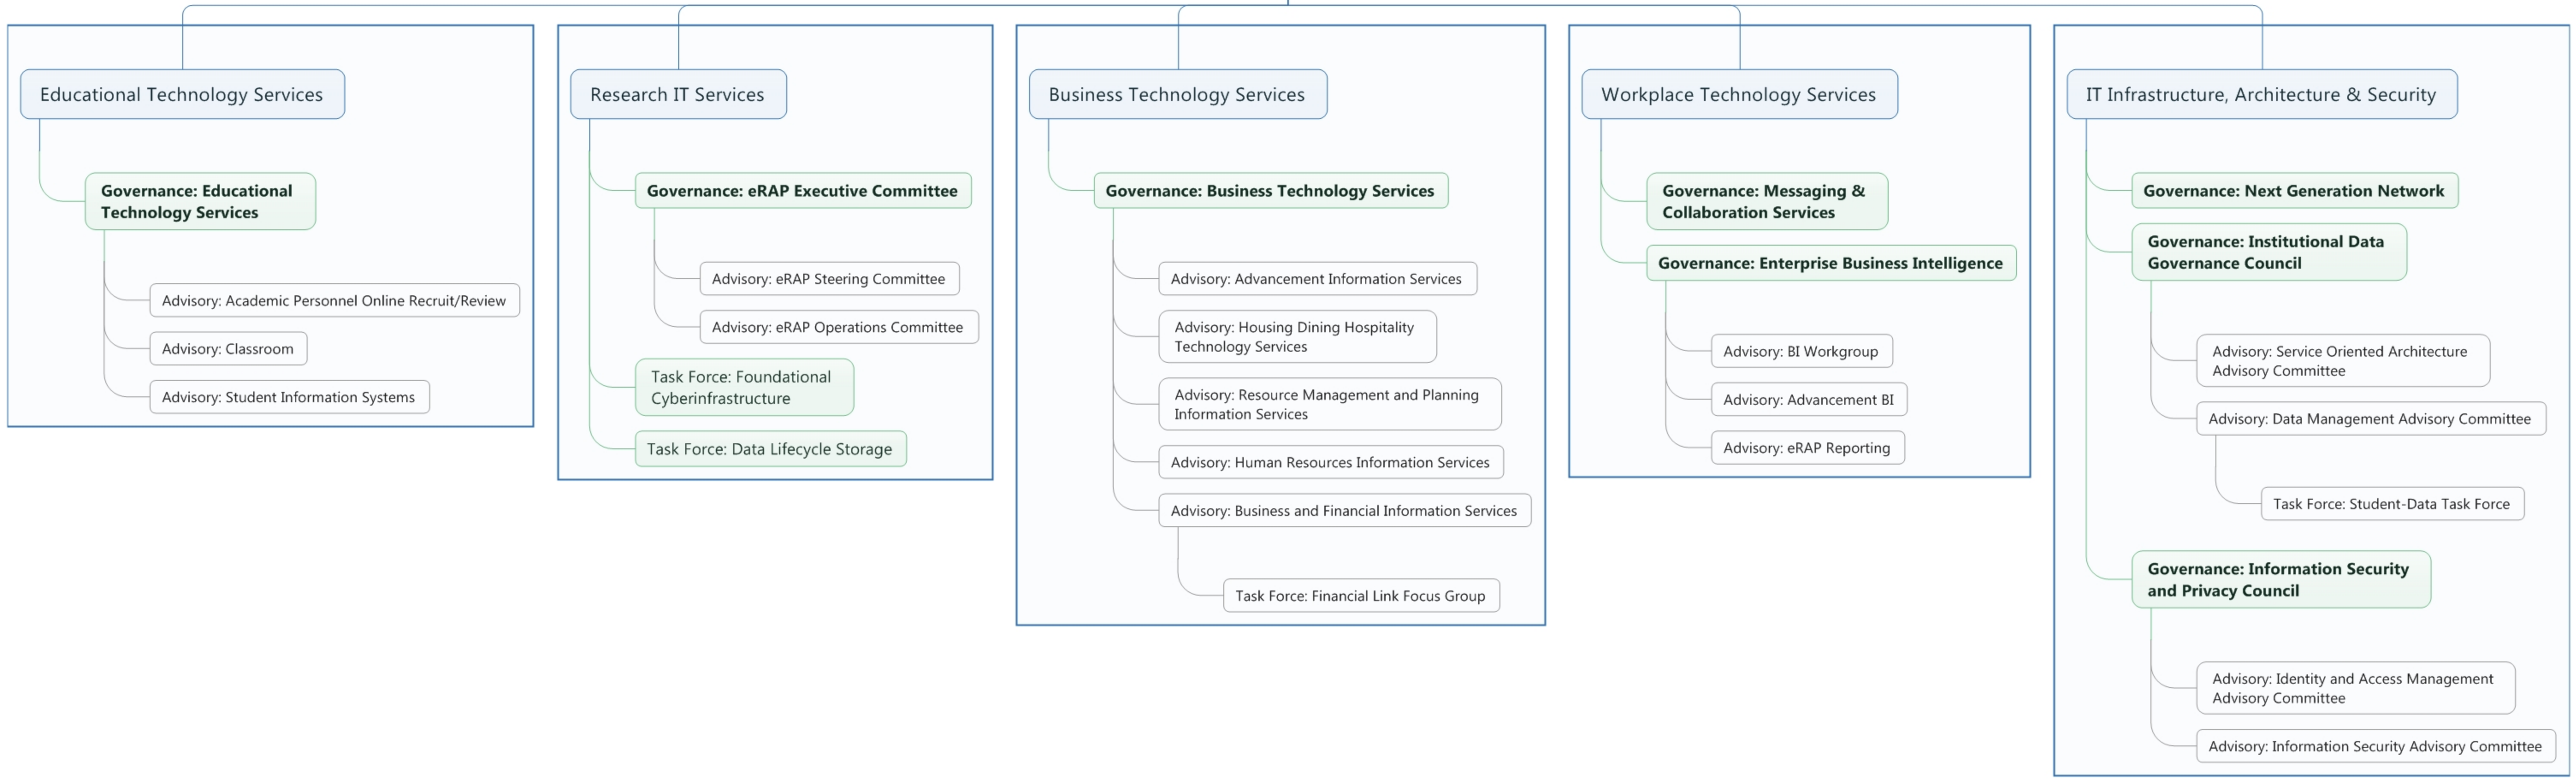 Educational Technology Services
Governance: Educational
Technology Services
Advisory: Academic Personnel Online Recruit/Review
Advisory: Classroom
Advisory: Student Information Systems
Research IT Services
Governance: eRAP Executive Committee
Advisory: eRAP Steering Committee
Advisory: eRAP Operations Committee
Task Force: Foundational
Cyberinfrastructure
Task Force: Data Lifecycle Storage
Business Technology Services
Governance: Business Technology Services
Advisory: Advancement Information Services
Advisory: Housing Dining Hospitality
Technology Services
Advisory: Resource Management and Planning
Information Services
Advisory: Human Resources Information Services
Advisory: Business and Financial Information Services
Task Force: Financial Link Focus Group
Workplace Technology Services
Governance: Messaging &
Collaboration Services
Governance: Enterprise Business Intelligence
Advisory: BI Workgroup
Advisory: Advancement BI
Advisory: eRAP Reporting
IT Infrastructure, Architecture & Security
Governance: Next Generation Network
Governance: Institutional Data
Governance Council
Advisory: Service Oriented Architecture
Advisory Committee
Advisory: Data Management Advisory Committee
Task Force: Student-Data Task Force
Governance: Information Security
and Privacy Council
Advisory: Identity and Access Management
Advisory Committee
Advisory: Information Security Advisory Committee